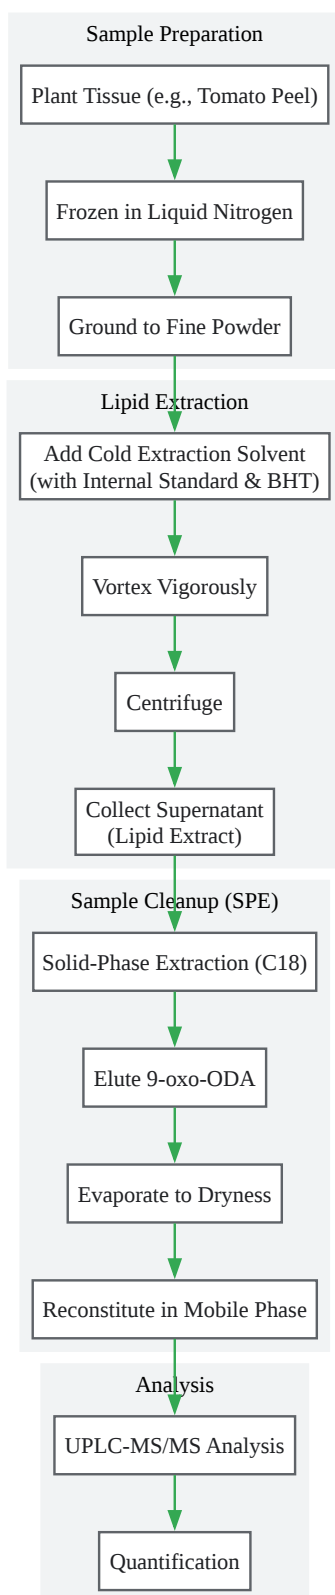 Sample Preparation
Plant Tissue (e.g., Tomato Peel)
Frozen in Liquid Nitrogen
Ground to Fine Powder
Lipid Extraction
Add Cold Extraction Solvent
(with Internal Standard & BHT)
Vortex Vigorously
Centrifuge
Collect Supernatant
(Lipid Extract)
Sample Cleanup (SPE)
Solid-Phase Extraction (C18)
Elute 9-oxo-ODA
Evaporate to Dryness
Reconstitute in Mobile Phase
Analysis
UPLC-MS/MS Analysis
Quantification